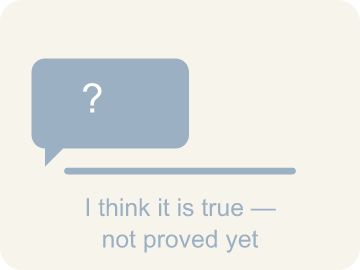 ?
I think it is true —
not proved yet